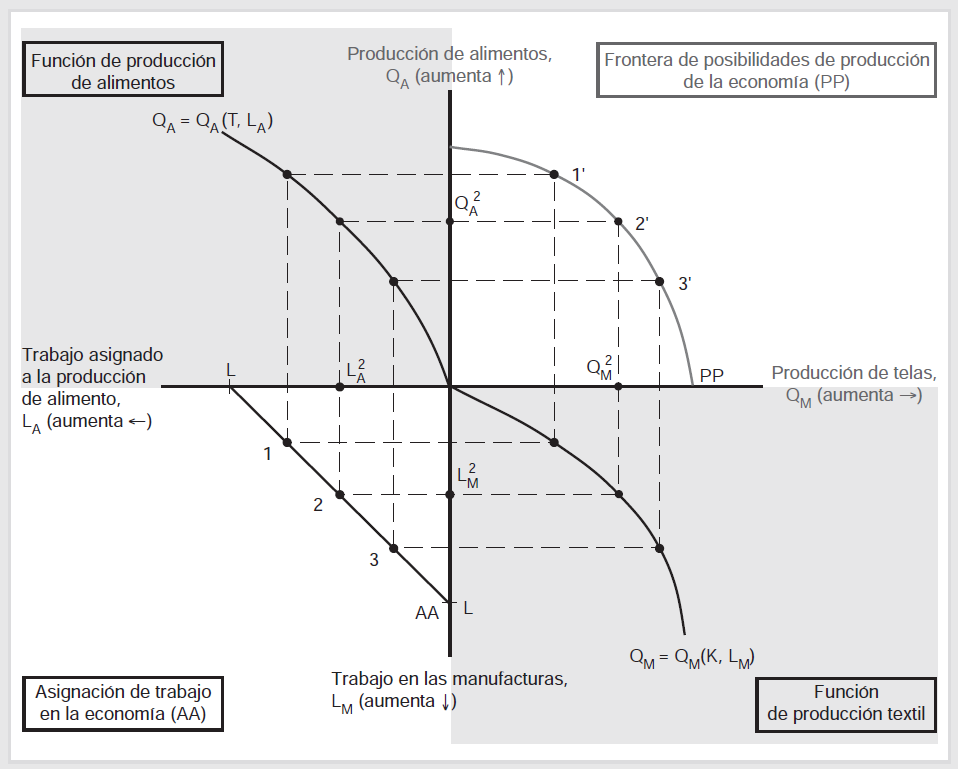 Función de producción
de alimentos
Producción de alimentos,
Q_A (aumenta ↑)
Frontera de posibilidades de producción
de la economía (PP)
Q_A = Q_A (T, L_A)
1'
Q_A^2
2'
3'
Trabajo asignado
a la producción
de alimento,
L_A (aumenta ←)
L
L_A^2
Q_M^2
PP
Producción de telas,
Q_M (aumenta →)
1
L_M^2
2
3
AA
L
Q_M = Q_M(K, L_M)
Trabajo en las manufacturas,
L_M (aumenta ↓)
Asignación de trabajo
en la economía (AA)
Función
de producción textil